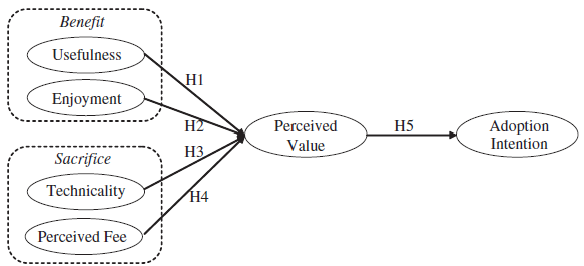 Benefit
Usefulness
Enjoyment
H1
H2
Sacrifice
Technicality
Perceived Fee
H3
H4
Perceived
Value
H5
Adoption
Intention